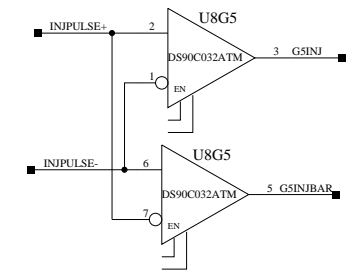 U8G5
INJPULSE+ 2
DS90C032ATM 3 G5INJ
1 EN
U8G5
INJPULSE- 6
DS90C032ATM 5 G5INJBAR
7 EN